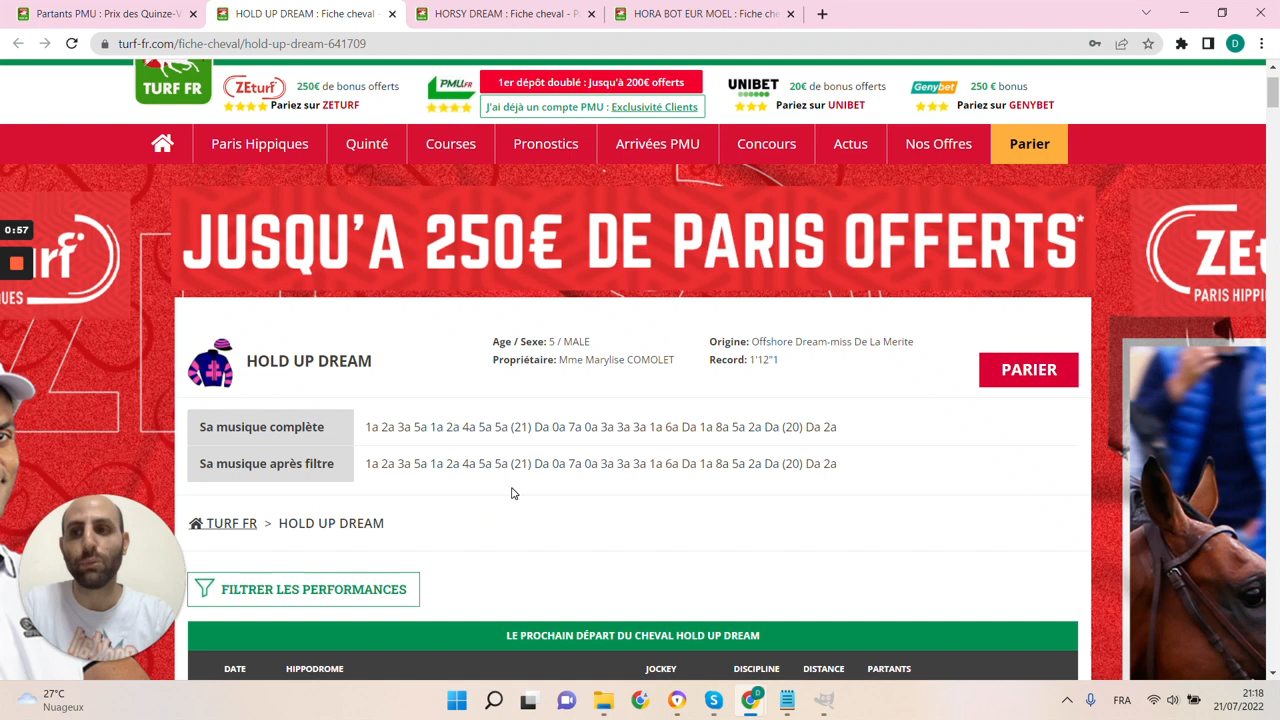 Partants PMU : Prix des Quinze-V
HOLD UP DREAM : Fiche cheval -
HORSY DREAM : Fiche cheval - P
HORA BOT EUR MOEL : Fiche che
turf-fr.com/fiche-cheval/hold-up-dream-641709
D
TURF FR
ZEturf 250€ de bonus offerts
Pariez sur ZETURF
PMU.FR 1er dépôt doublé : Jusqu'à 200€ offerts
J'ai déjà un compte PMU : Exclusivité Clients
UNIBET 20€ de bonus offerts
Pariez sur UNIBET
Genybet 250 € bonus
Pariez sur GENYBET
Paris Hippiques Quinté Courses Pronostics Arrivées PMU Concours Actus Nos Offres Parier
JUSQU'A 250€ DE PARIS OFFERTS*
0:57
PARIS HIPPI
HOLD UP DREAM
Age / Sexe: 5 / MALE
Propriétaire: Mme Marylise COMOLET
Origine: Offshore Dream-miss De La Merite
Record: 1'12"1
PARIER
Sa musique complète 1a 2a 3a 5a 1a 2a 4a 5a 5a (21) Da 0a 7a 0a 3a 3a 3a 1a 6a Da 1a 8a 5a 2a Da (20) Da 2a
Sa musique après filtre 1a 2a 3a 5a 1a 2a 4a 5a 5a (21) Da 0a 7a 0a 3a 3a 3a 1a 6a Da 1a 8a 5a 2a Da (20) Da 2a
TURF FR > HOLD UP DREAM
FILTRER LES PERFORMANCES
LE PROCHAIN DÉPART DU CHEVAL HOLD UP DREAM
DATE HIPPODROME JOCKEY DISCIPLINE DISTANCE PARTANTS
27°C
Nuageux
FRA
21:18
21/07/2022